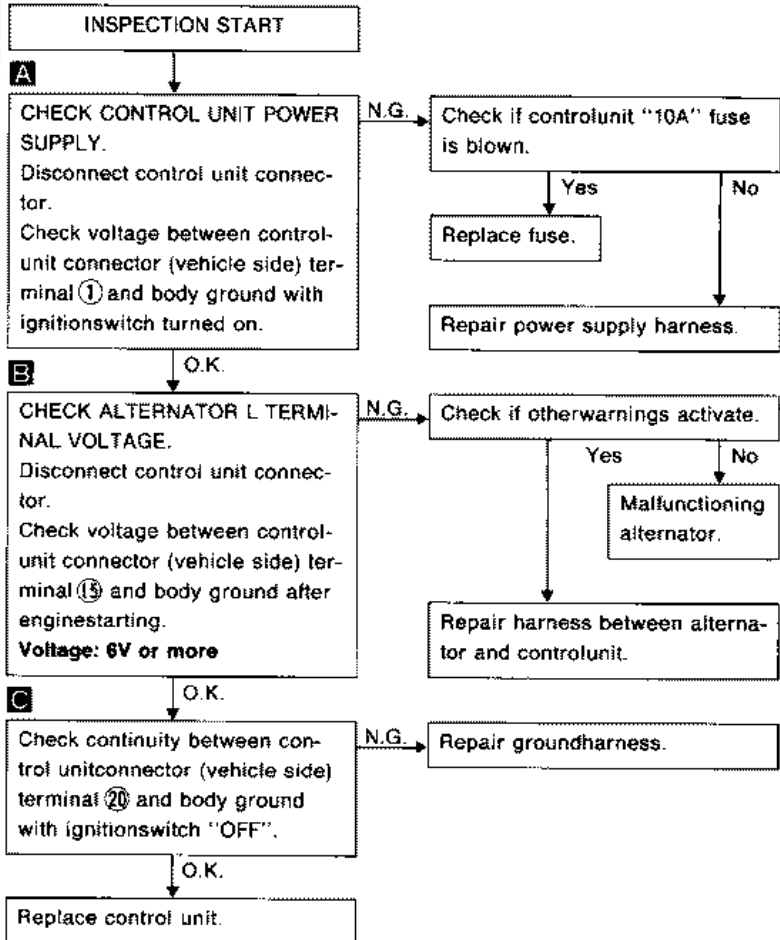 INSPECTION START
A
CHECK CONTROL UNIT POWER
SUPPLY.
Disconnect control unit connec-
tor.
Check voltage between control-
unit connector (vehicle side) ter-
minal ① and body ground with
ignitionswitch turned on.
N.G.
Check if controlunit "10A" fuse
is blown.
Yes
No
Replace fuse.
Repair power supply harness.
O.K.
B
CHECK ALTERNATOR L TERMI-
NAL VOLTAGE.
Disconnect control unit connec-
tor.
Check voltage between control-
unit connector (vehicle side) ter-
minal ⑮ and body ground after
enginestarting.
Voltage: 6V or more
N.G.
Check if otherwarnings activate.
Yes
No
Malfunctioning
alternator.
Repair harness between alterna-
tor and controlunit.
O.K.
C
Check continuity between con-
trol unitconnector (vehicle side)
terminal ⑳ and body ground
with ignitionswitch "OFF".
N.G.
Repair groundharness.
O.K.
Replace control unit.